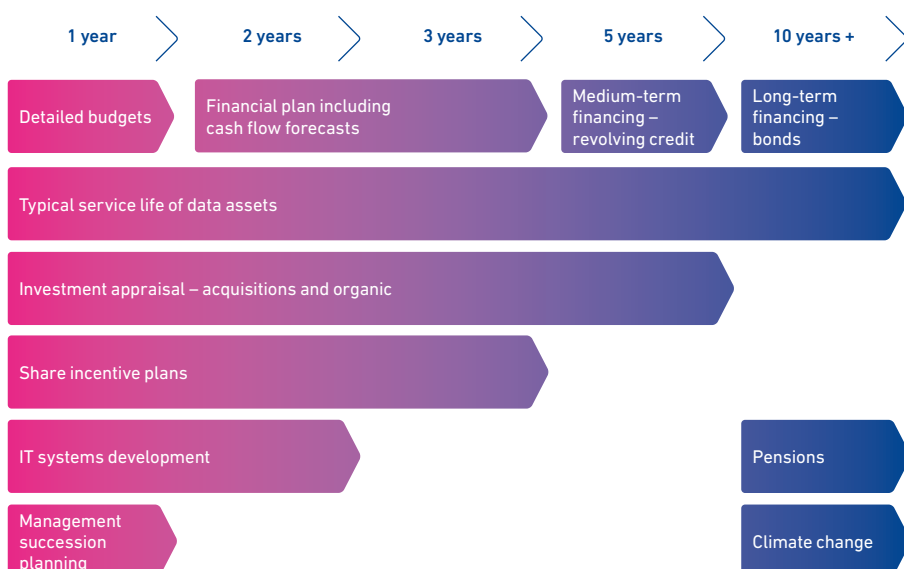 1 year
2 years
3 years
5 years
10 years +
Detailed budgets
Financial plan including
cash flow forecasts
Medium-term
financing –
revolving credit
Long-term
financing –
bonds
Typical service life of data assets
Investment appraisal – acquisitions and organic
Share incentive plans
IT systems development
Pensions
Management
succession
planning
Climate change